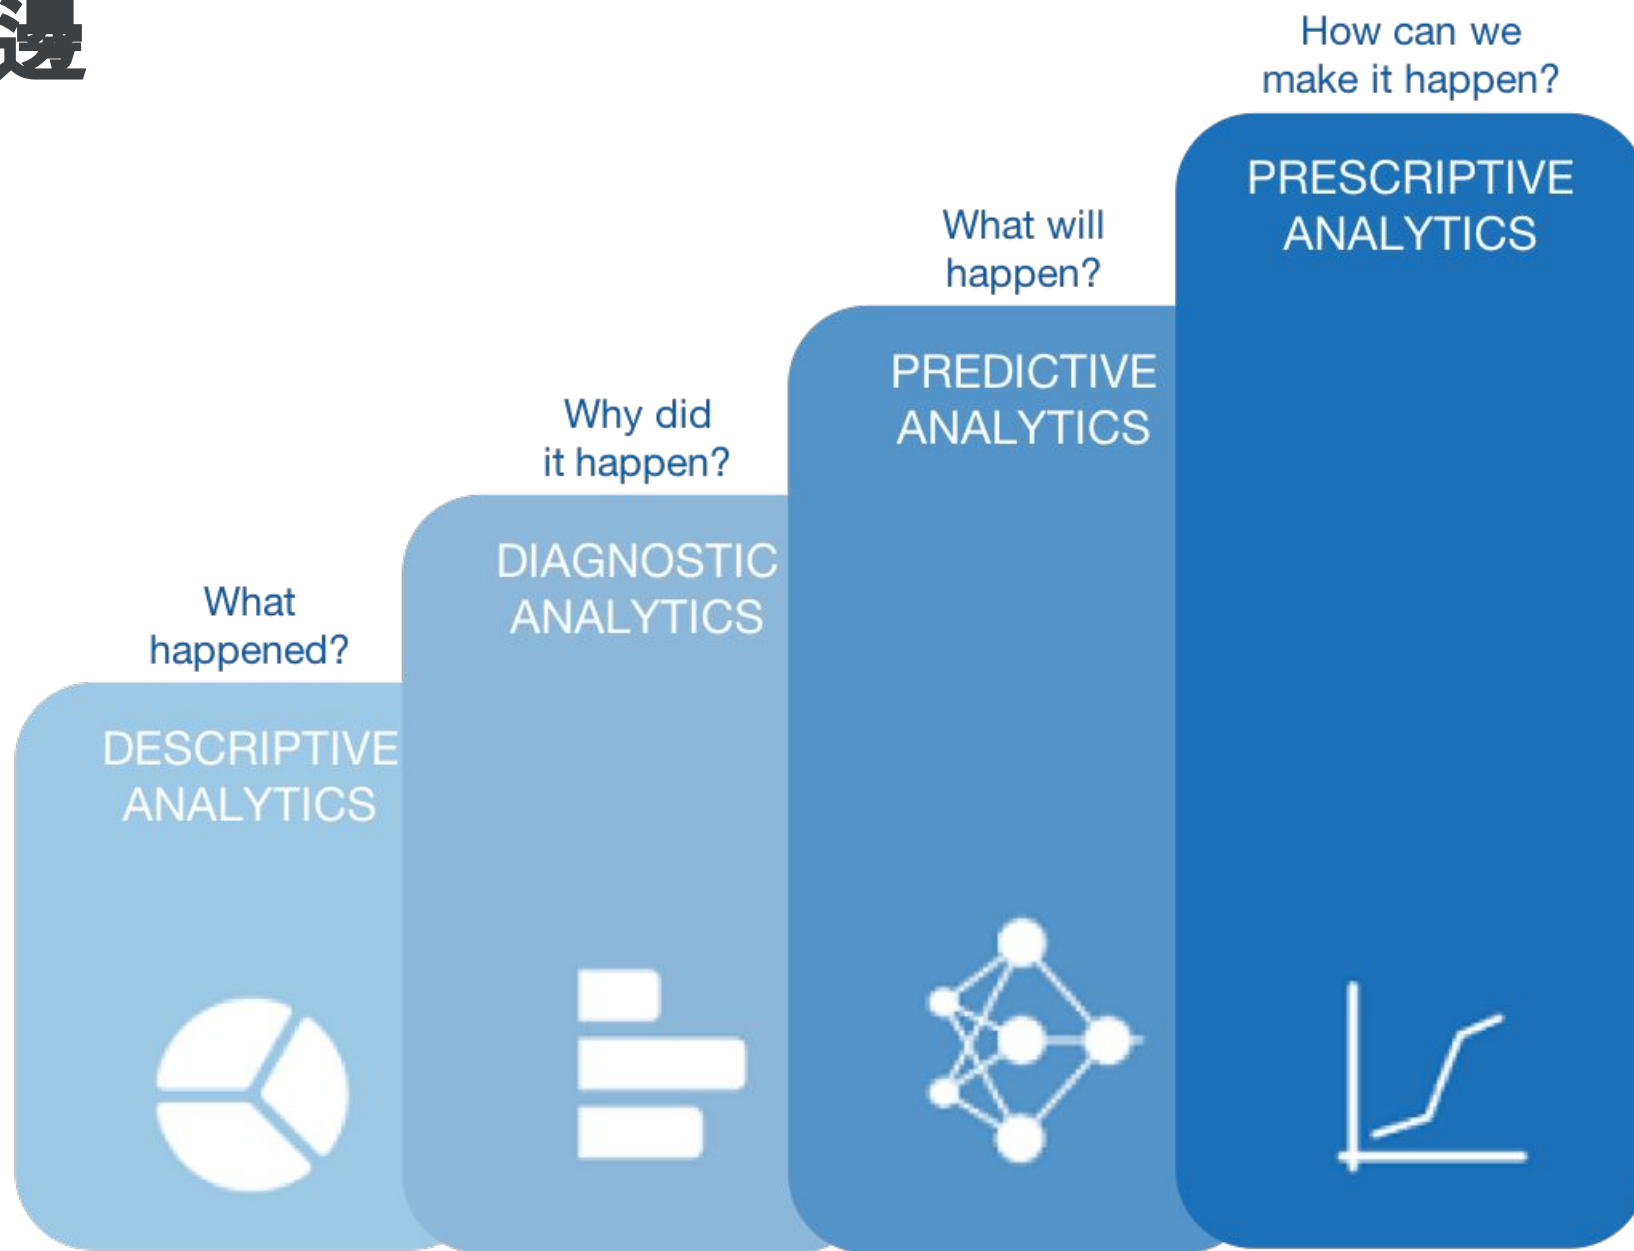 邊
How can we
make it happen?
PRESCRIPTIVE
ANALYTICS
What will
happen?
PREDICTIVE
ANALYTICS
Why did
it happen?
DIAGNOSTIC
ANALYTICS
What
happened?
DESCRIPTIVE
ANALYTICS